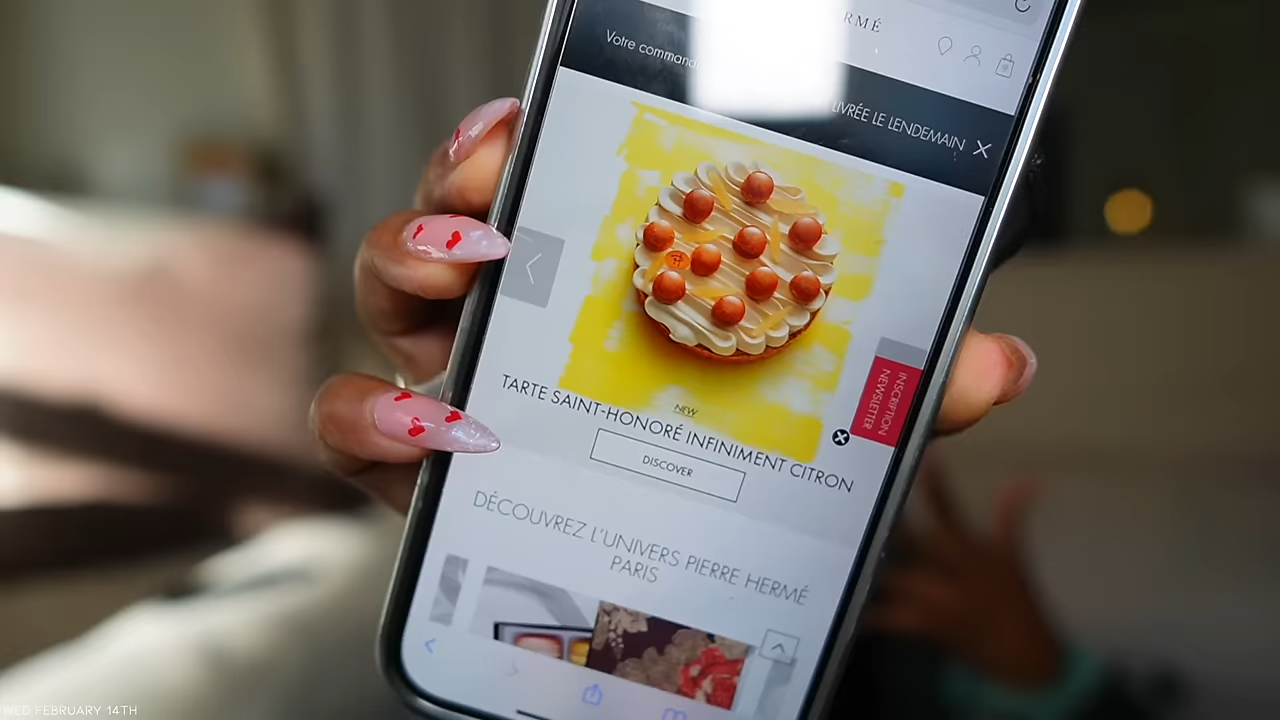 RMÉ
Votre command
LIVRÉE LE LENDEMAIN
INSCRIPTION
NEWSLETTER
NEW
TARTE SAINT-HONORÉ INFINIMENT CITRON
DISCOVER
DÉCOUVREZ L'UNIVERS PIERRE HERMÉ
PARIS
WED FEBRUARY 14TH